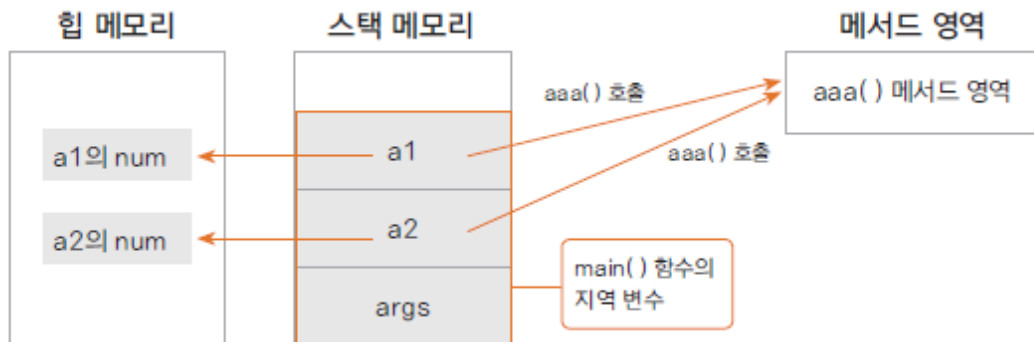 힙 메모리
스택 메모리
메서드 영역
aaa( ) 호출
aaa( ) 메서드 영역
a1의 num
a1
aaa( ) 호출
a2의 num
a2
main( ) 함수의
지역 변수
args